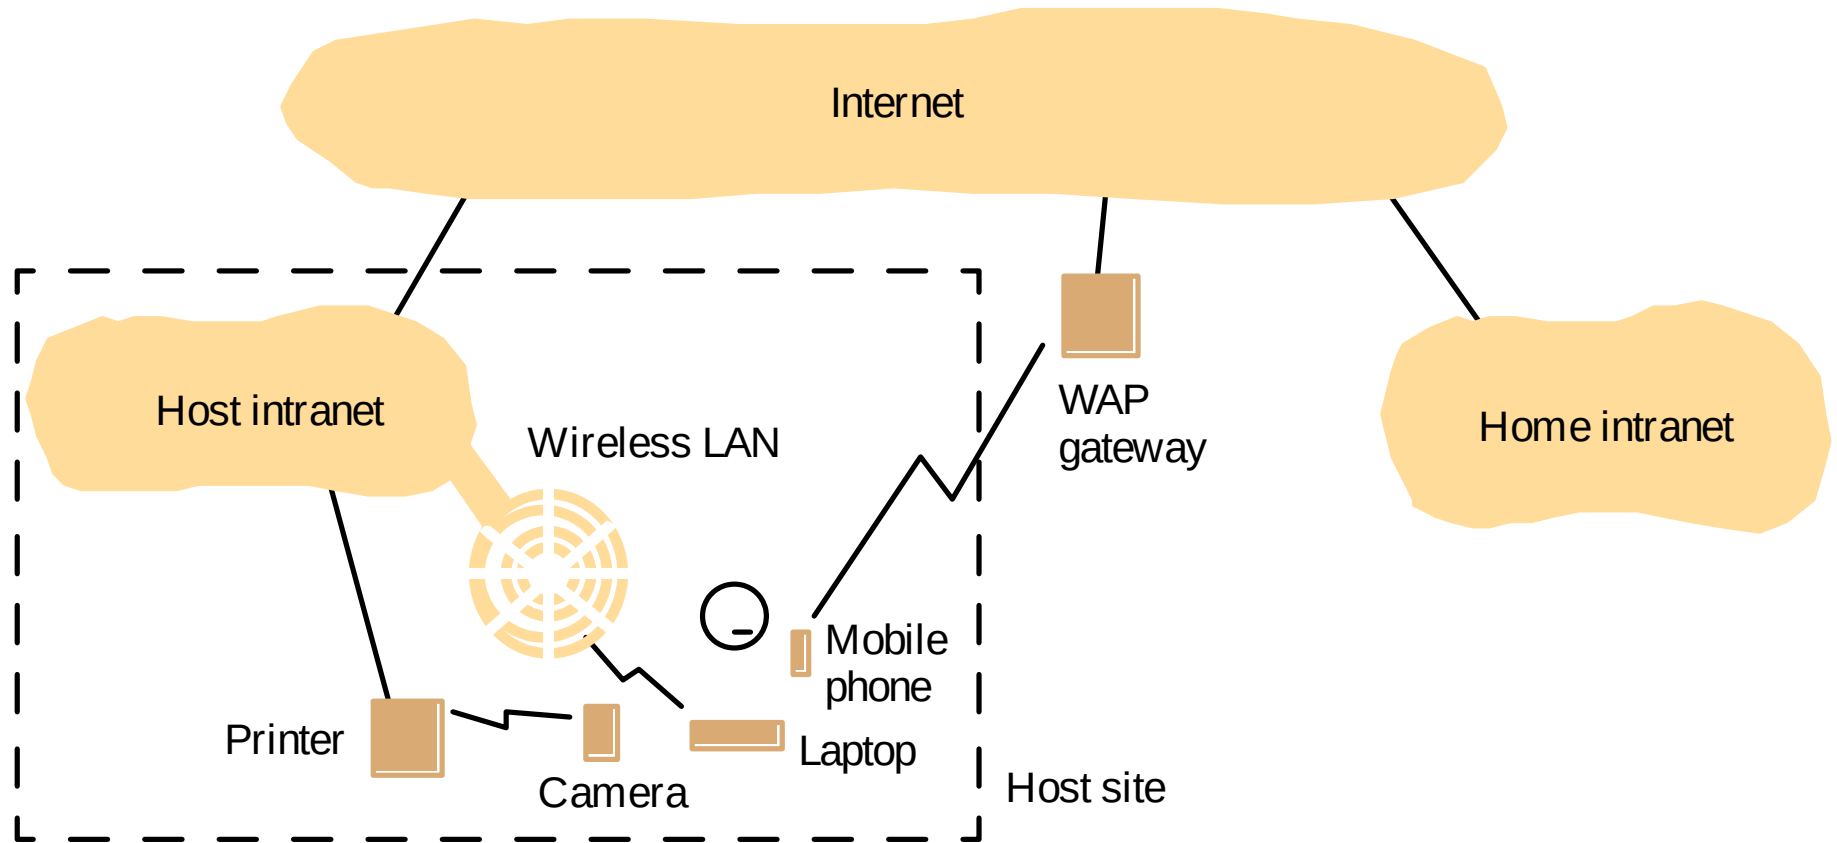 Internet
Host intranet
Wireless LAN
WAP
gateway
Home intranet
Mobile
phone
Printer
Laptop
Camera
Host site